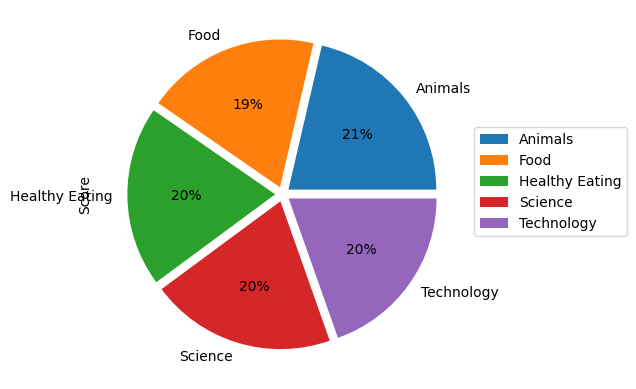 Food
Animals
19%
21%
Animals
Food
Healthy Eating
Science
Technology
Healthy Eating
Score
20%
20%
20%
Technology
Science